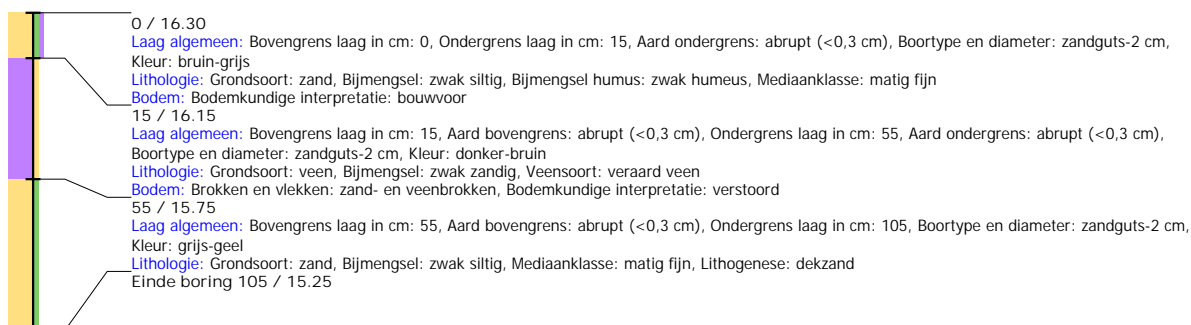 0 / 16.30
Laag algemeen: Bovengrens laag in cm: 0, Ondergrens laag in cm: 15, Aard ondergrens: abrupt (<0,3 cm), Boortype en diameter: zandguts-2 cm,
Kleur: bruin-grijs
Lithologie: Grondsoort: zand, Bijmengsel: zwak siltig, Bijmengsel humus: zwak humeus, Mediaanklasse: matig fijn
Bodem: Bodemkundige interpretatie: bouwvoor
15 / 16.15
Laag algemeen: Bovengrens laag in cm: 15, Aard bovengrens: abrupt (<0,3 cm), Ondergrens laag in cm: 55, Aard ondergrens: abrupt (<0,3 cm),
Boortype en diameter: zandguts-2 cm, Kleur: donker-bruin
Lithologie: Grondsoort: veen, Bijmengsel: zwak zandig, Veensoort: veraard veen
Bodem: Brokken en vlekken: zand- en veenbrokken, Bodemkundige interpretatie: verstoord
55 / 15.75
Laag algemeen: Bovengrens laag in cm: 55, Aard bovengrens: abrupt (<0,3 cm), Ondergrens laag in cm: 105, Boortype en diameter: zandguts-2 cm,
Kleur: grijs-geel
Lithologie: Grondsoort: zand, Bijmengsel: zwak siltig, Mediaanklasse: matig fijn, Lithogenese: dekzand
Einde boring 105 / 15.25